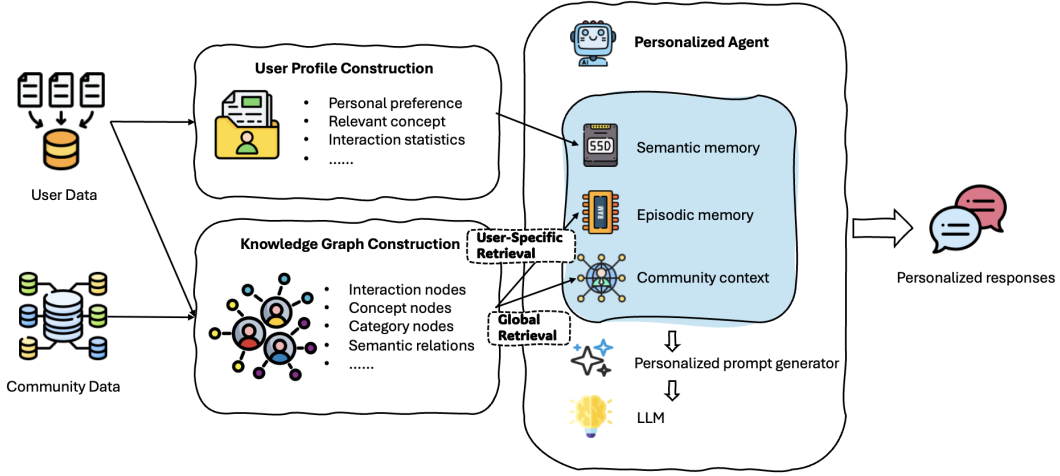 User Data
Community Data
User Profile Construction
• Personal preference
• Relevant concept
• Interaction statistics
• ......
Knowledge Graph Construction
• Interaction nodes
• Concept nodes
• Category nodes
• Semantic relations
• ......
User-Specific
Retrieval
Global
Retrieval
AI
Personalized Agent
SSD
Semantic memory
RAM
Episodic memory
Community context
Personalized prompt generator
LLM
Personalized responses